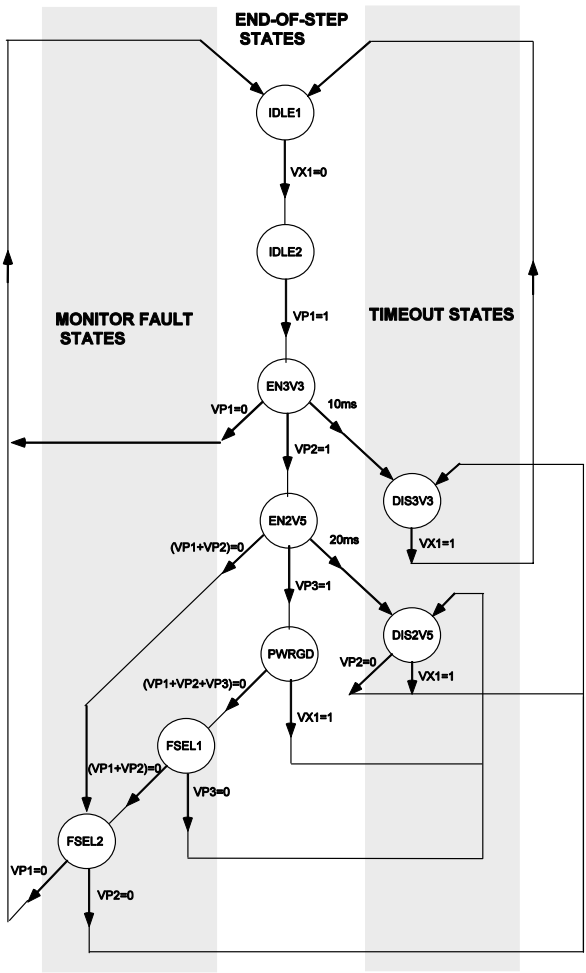 END-OF-STEP
STATES
IDLE1
VX1=0
IDLE2
VP1=1
MONITOR FAULT
STATES
TIMEOUT STATES
EN3V3
VP1=0
10ms
VP2=1
DIS3V3
VX1=1
EN2V5
(VP1+VP2)=0
20ms
VP3=1
DIS2V5
VP2=0
VX1=1
PWRGD
(VP1+VP2+VP3)=0
VX1=1
FSEL1
(VP1+VP2)=0
VP3=0
FSEL2
VP1=0
VP2=0